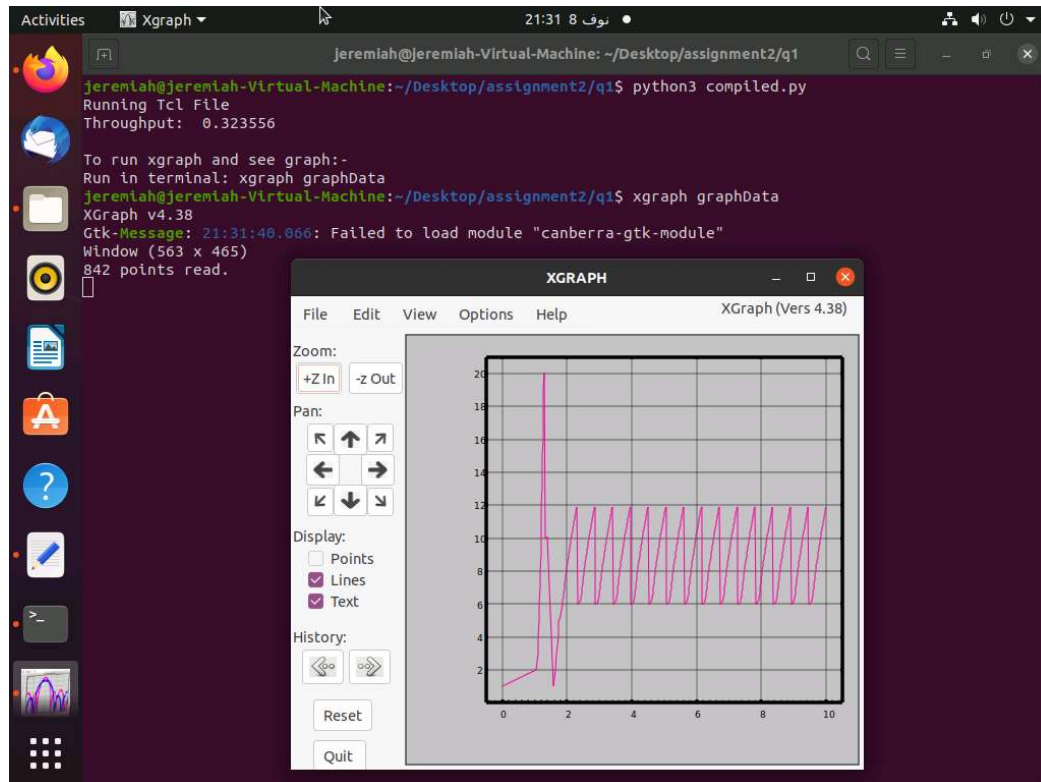 Activities Xgraph 21:31 8 نوف
jeremiah@jeremiah-Virtual-Machine: ~/Desktop/assignment2/q1
jeremiah@jeremiah-Virtual-Machine:~/Desktop/assignment2/q1$ python3 compiled.py
Running Tcl File
Throughput:  0.323556
To run xgraph and see graph:-
Run in terminal: xgraph graphData
jeremiah@jeremiah-Virtual-Machine:~/Desktop/assignment2/q1$ xgraph graphData
XGraph v4.38
Gtk-Message: 21:31:40.066: Failed to load module "canberra-gtk-module"
Window (563 x 465)
842 points read.
XGRAPH
File Edit View Options Help XGraph (Vers 4.38)
Zoom:
+Z In -z Out
Pan:
Display:
Points
Lines
Text
History:
Reset
Quit
20
18
16
14
12
10
8
6
4
2
0 2 4 6 8 10